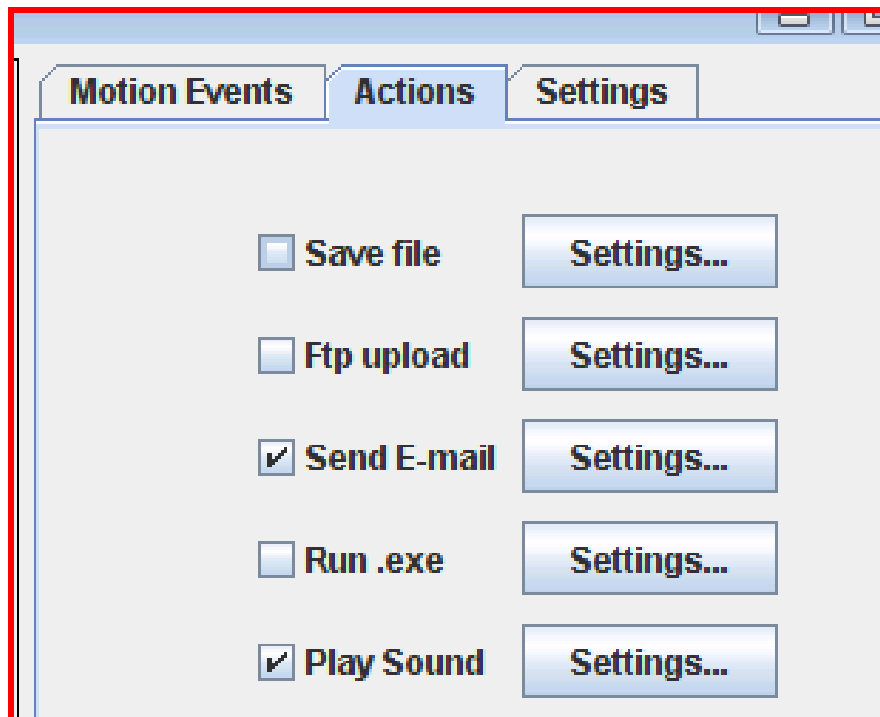 Motion Events Actions Settings
Save file Settings...
Ftp upload Settings...
Send E-mail Settings...
Run .exe Settings...
Play Sound Settings...